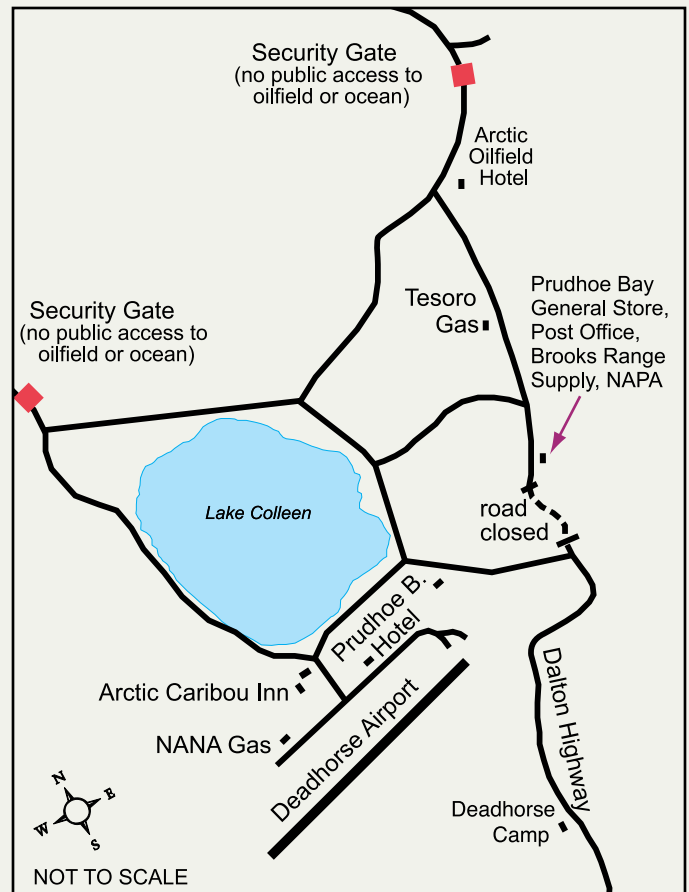 Security Gate
(no public access to
oilfield or ocean)
Arctic
Oilfield
Hotel
Tesoro
Gas
Prudhoe Bay
General Store,
Post Office,
Brooks Range
Supply, NAPA
Security Gate
(no public access to
oilfield or ocean)
Lake Colleen
road
closed
Prudhoe B.
Hotel
Arctic Caribou Inn
NANA Gas
Deadhorse Airport
Dalton Highway
Deadhorse
Camp
N
E
W
S
NOT TO SCALE